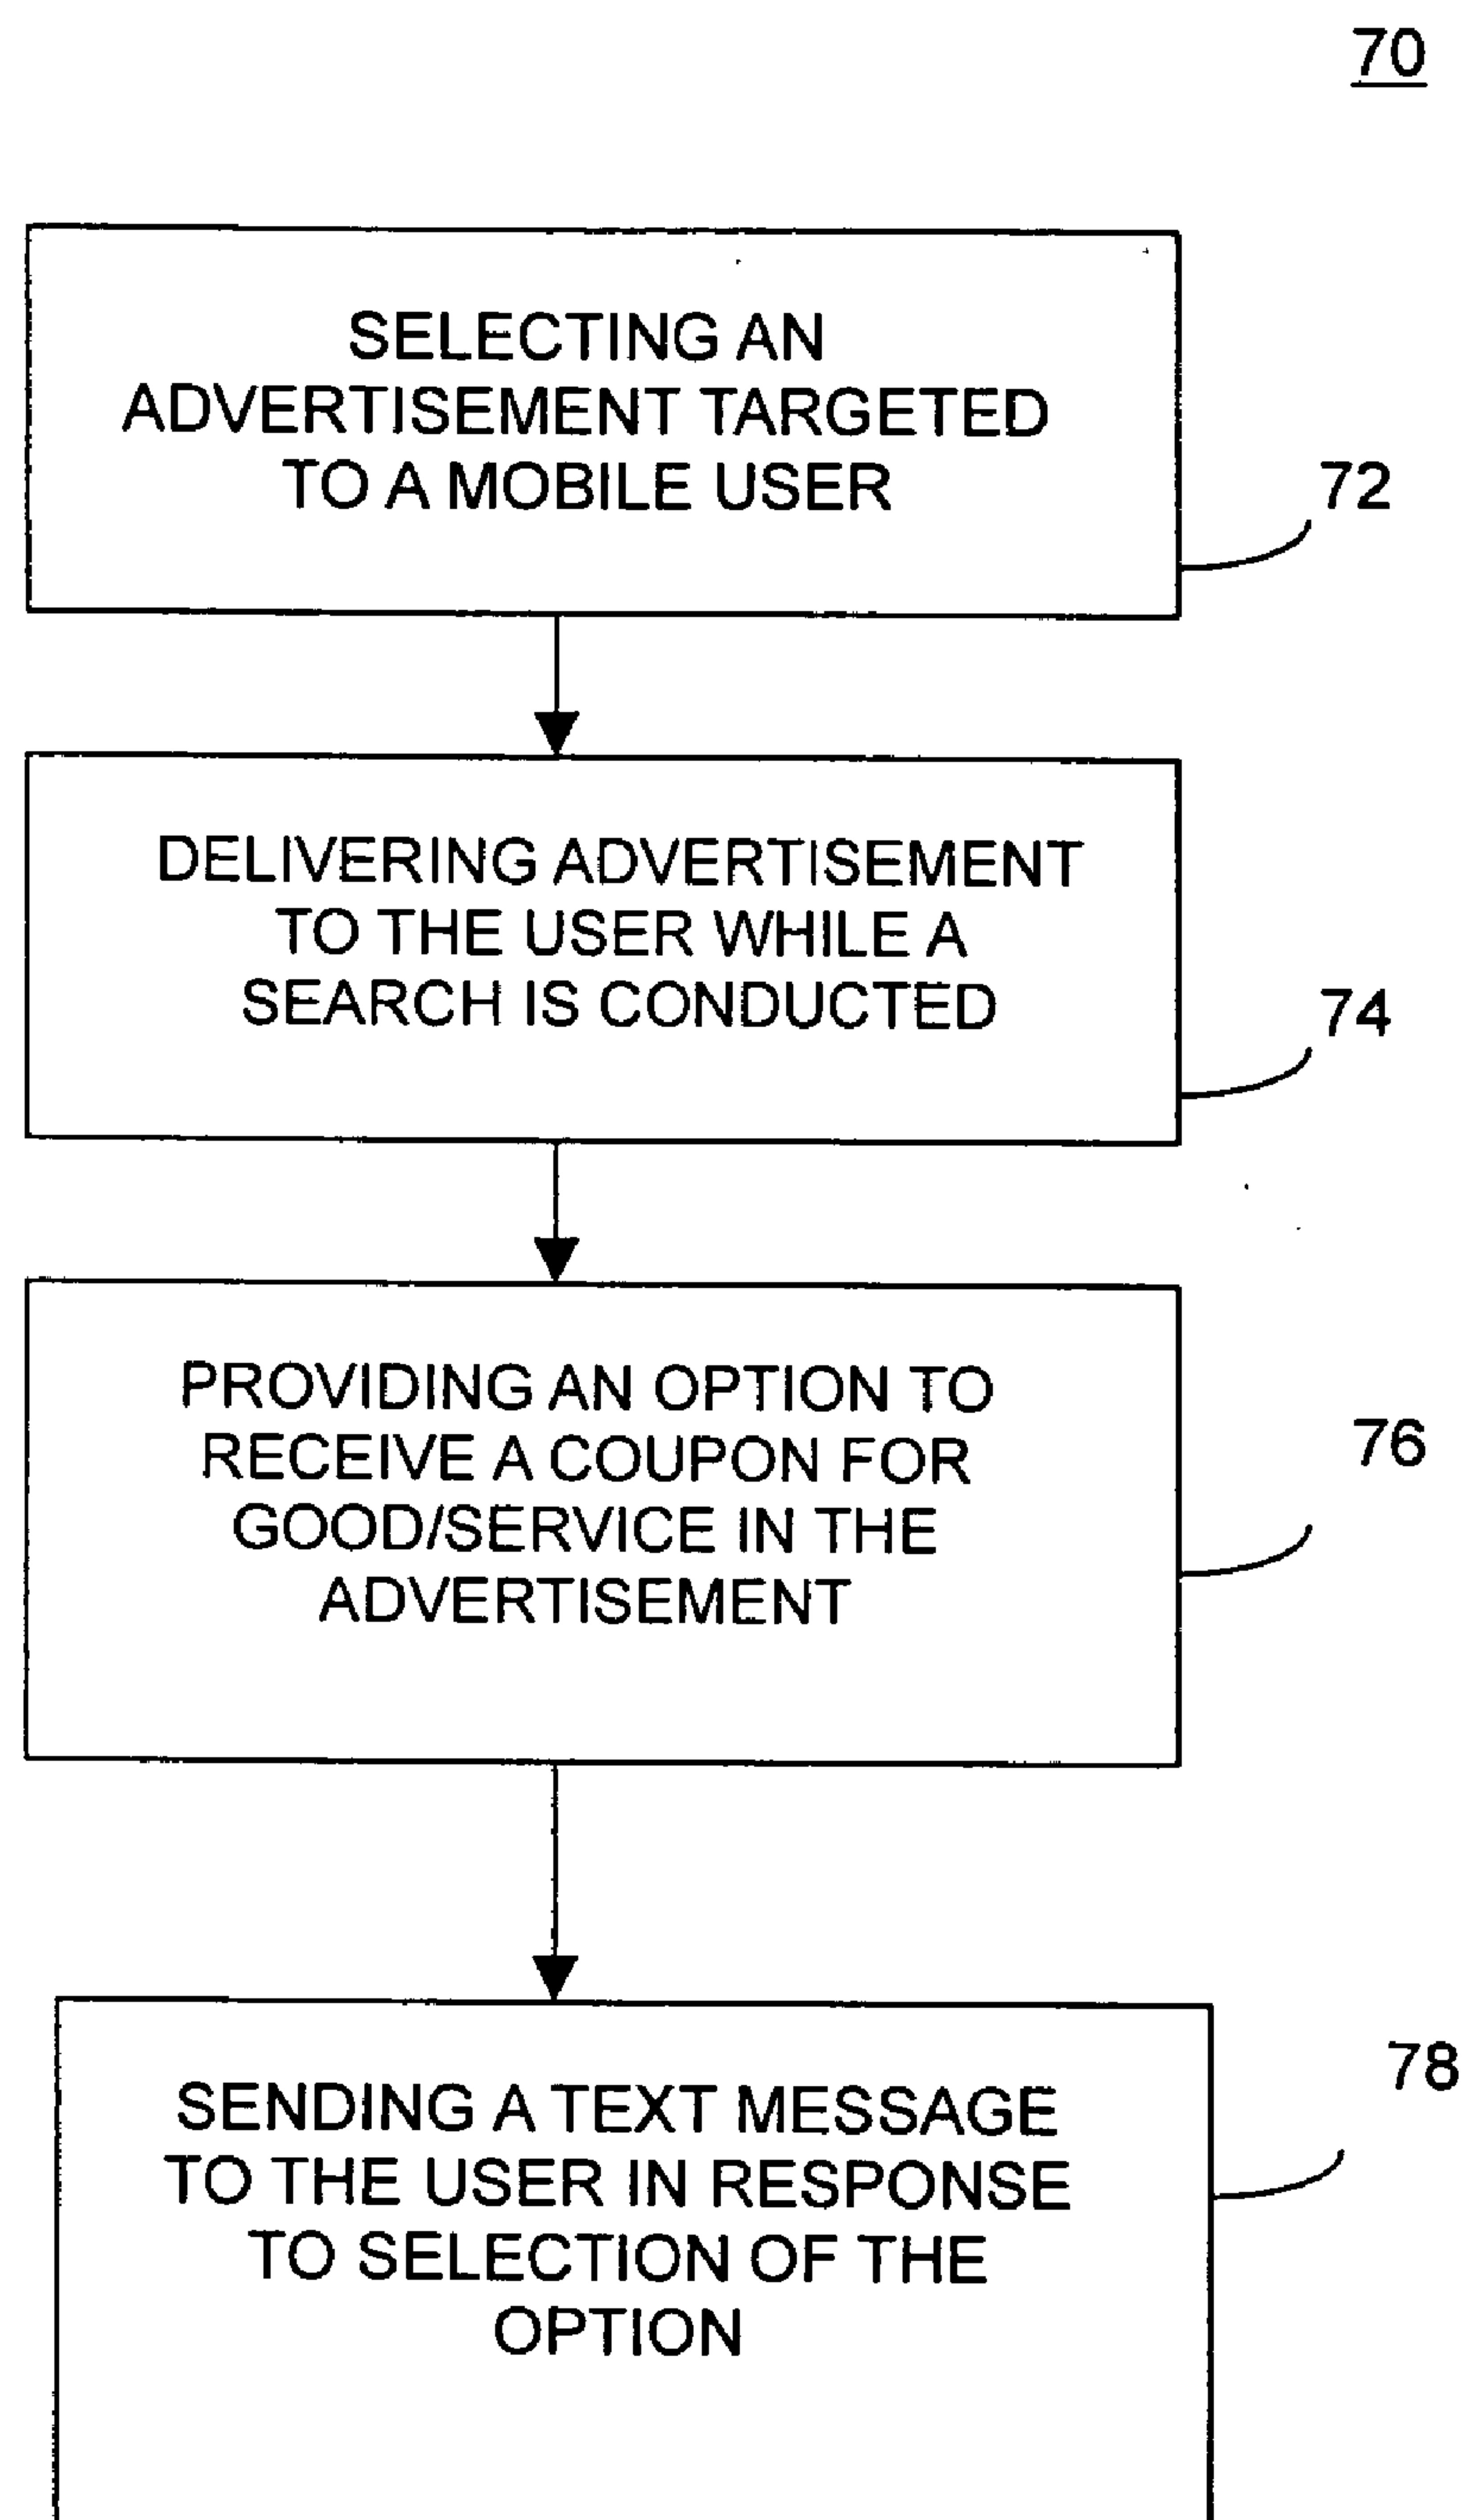 70
SELECTING AN
ADVERTISEMENT TARGETED
TO A MOBILE USER
72
DELIVERING ADVERTISEMENT
TO THE USER WHILE A
SEARCH IS CONDUCTED
74
PROVIDING AN OPTION TO
RECEIVE A COUPON FOR
GOOD/SERVICE IN THE
ADVERTISEMENT
76
SENDING A TEXT MESSAGE
TO THE USER IN RESPONSE
TO SELECTION OF THE
OPTION
78